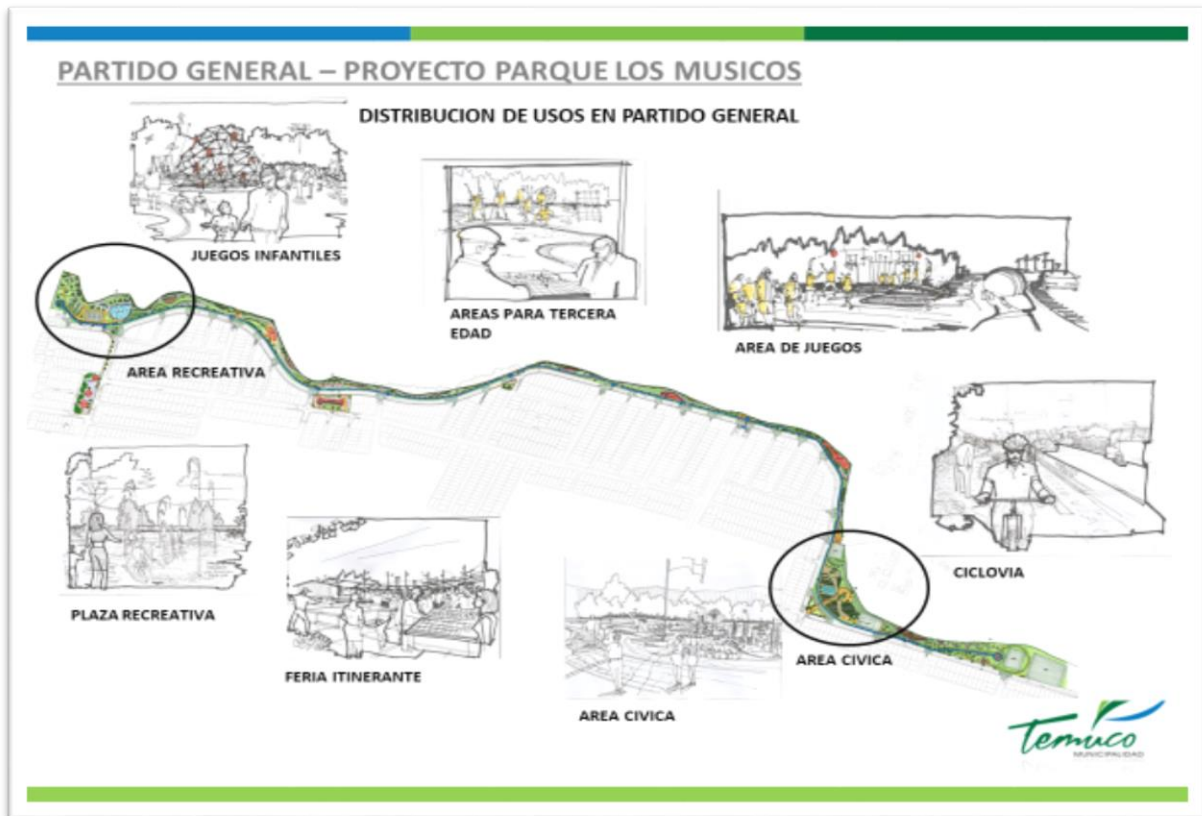 PARTIDO GENERAL – PROYECTO PARQUE LOS MUSICOS
DISTRIBUCION DE USOS EN PARTIDO GENERAL
JUEGOS INFANTILES
AREAS PARA TERCERA
EDAD
AREA DE JUEGOS
AREA RECREATIVA
CICLOVIA
PLAZA RECREATIVA
FERIA ITINERANTE
AREA CIVICA
AREA CIVICA
Temuco
MUNICIPALIDAD